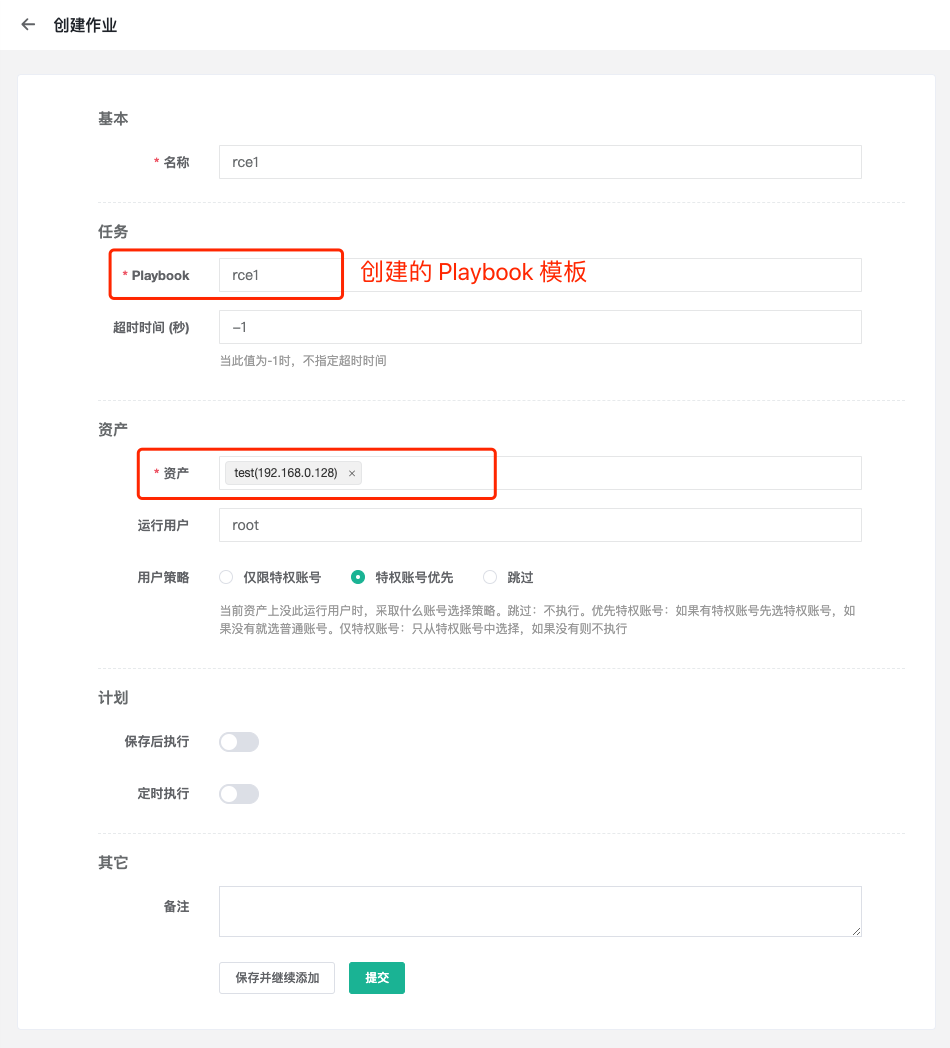 创建作业
基本
* 名称
rce1
任务
* Playbook
rce1
创建的 Playbook 模板
超时时间 (秒)
-1
当此值为-1时，不指定超时时间
资产
* 资产
test(192.168.0.128) ×
运行用户
root
用户策略
仅限特权账号
特权账号优先
跳过
当前资产上没此运行用户时，采取什么账号选择策略。跳过：不执行。优先特权账号：如果有特权账号先选特权账号，如
果没有就选普通账号。仅特权账号：只从特权账号中选择，如果没有则不执行
计划
保存后执行
定时执行
其它
备注
保存并继续添加
提交